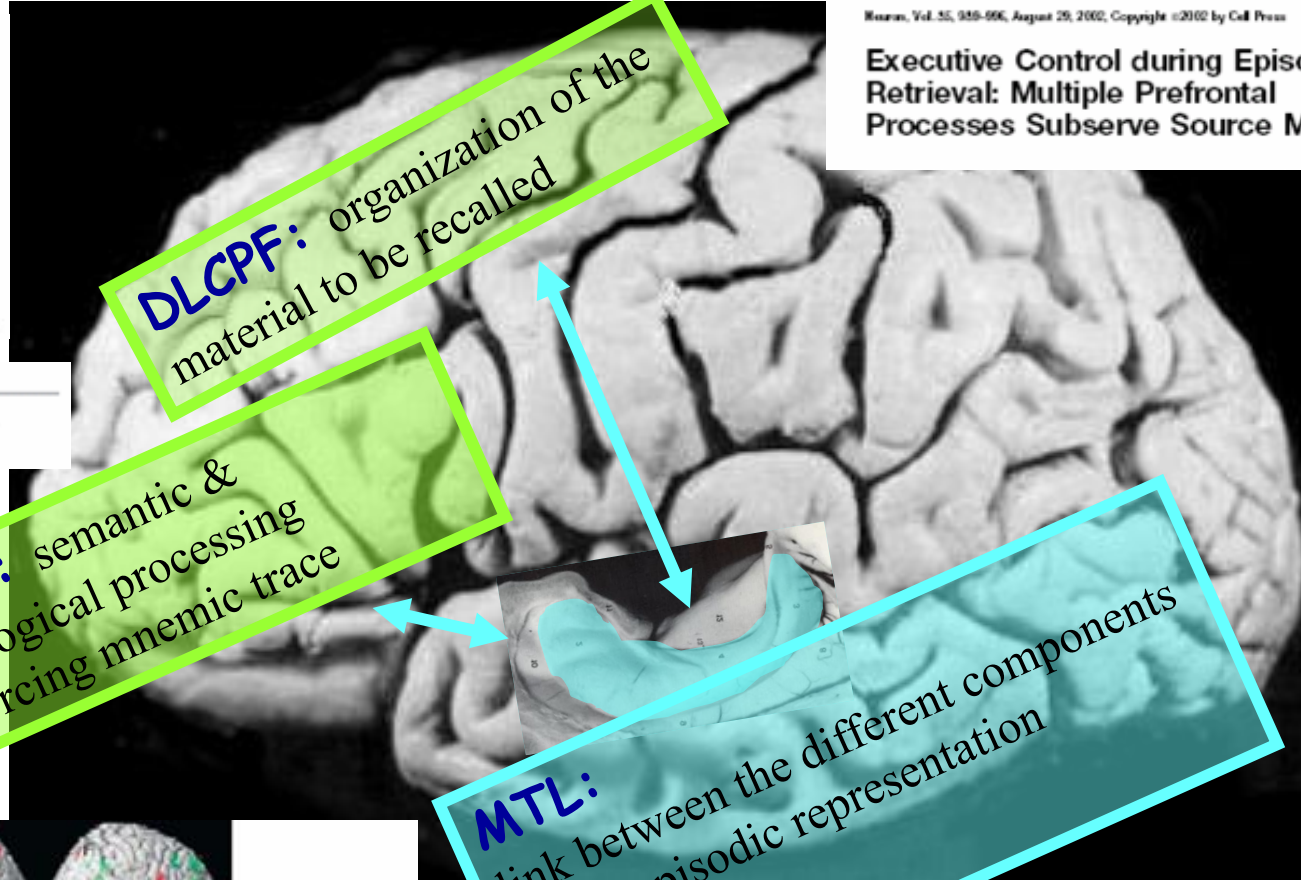 Neuron, Vol. 35, 989–996, August 29, 2002, Copyright ©2002 by Cell Press
Executive Control during Episo
Retrieval: Multiple Prefrontal
Processes Subserve Source M
DLCPF: organization of the
material to be recalled
: semantic &
ogical processing
rcing mnemic trace
MTL:
link between the different components
pisodic representation